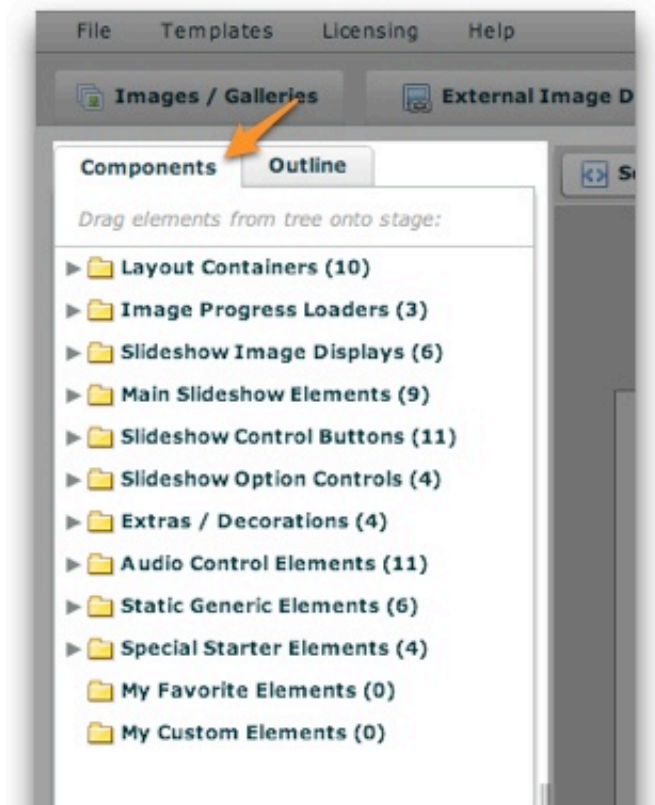 File Templates Licensing Help
Images / Galleries External Image D
Components Outline
Drag elements from tree onto stage:
Layout Containers (10)
Image Progress Loaders (3)
Slideshow Image Displays (6)
Main Slideshow Elements (9)
Slideshow Control Buttons (11)
Slideshow Option Controls (4)
Extras / Decorations (4)
Audio Control Elements (11)
Static Generic Elements (6)
Special Starter Elements (4)
My Favorite Elements (0)
My Custom Elements (0)